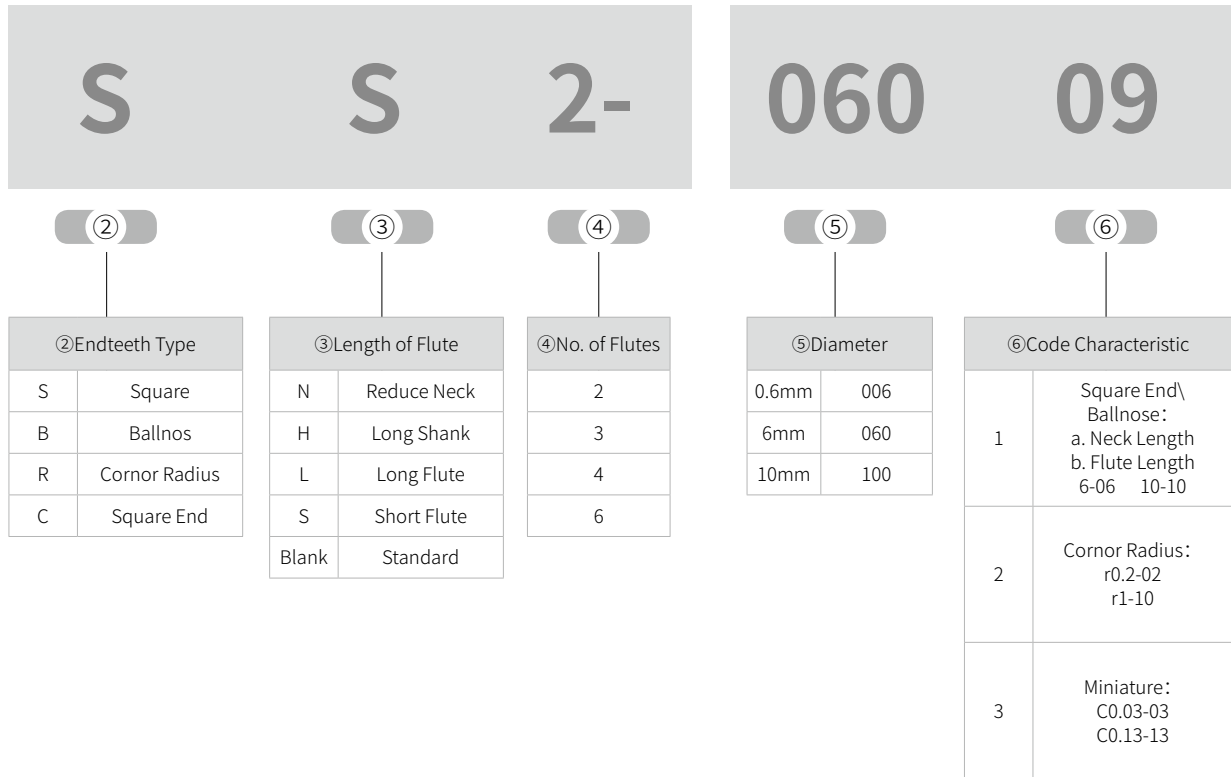 S S 2- 060 09
② ③ ④ ⑤ ⑥
②Endteeth Type
S Square
B Ballnos
R Cornor Radius
C Square End
③Length of Flute
N Reduce Neck
H Long Shank
L Long Flute
S Short Flute
Blank Standard
④No. of Flutes
2
3
4
6
⑤Diameter
0.6mm 006
6mm 060
10mm 100
⑥Code Characteristic
1
Square End\
Ballnose：
a. Neck Length
b. Flute Length
6-06 10-10
2
Cornor Radius：
r0.2-02
r1-10
3
Miniature：
C0.03-03
C0.13-13